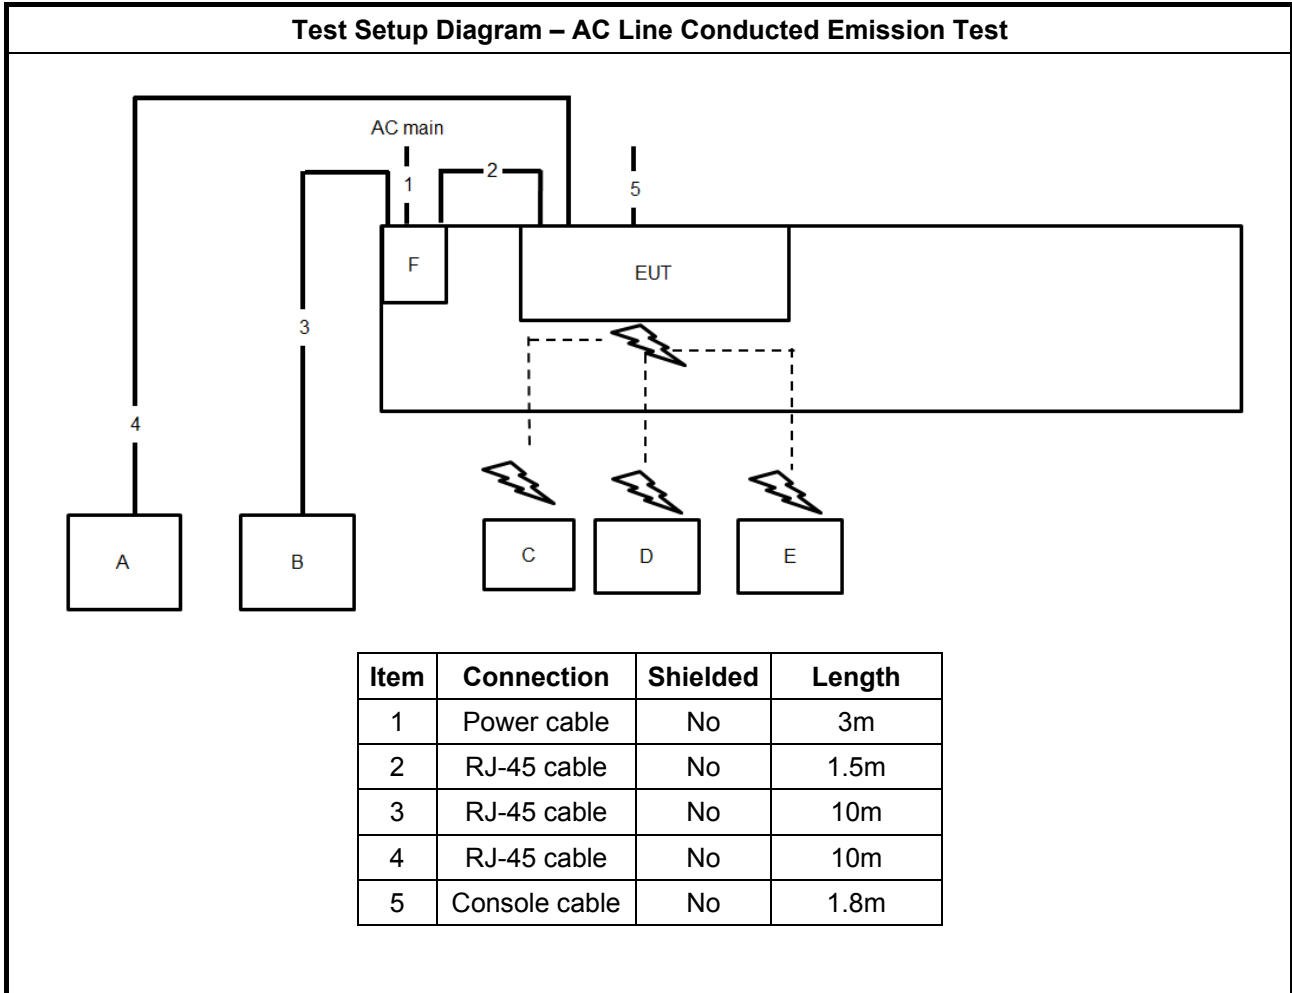 Test Setup Diagram – AC Line Conducted Emission Test
AC main
1
2
5
F
EUT
3
4
A
B
C
D
E
Item Connection Shielded Length
1 Power cable No 3m
2 RJ-45 cable No 1.5m
3 RJ-45 cable No 10m
4 RJ-45 cable No 10m
5 Console cable No 1.8m